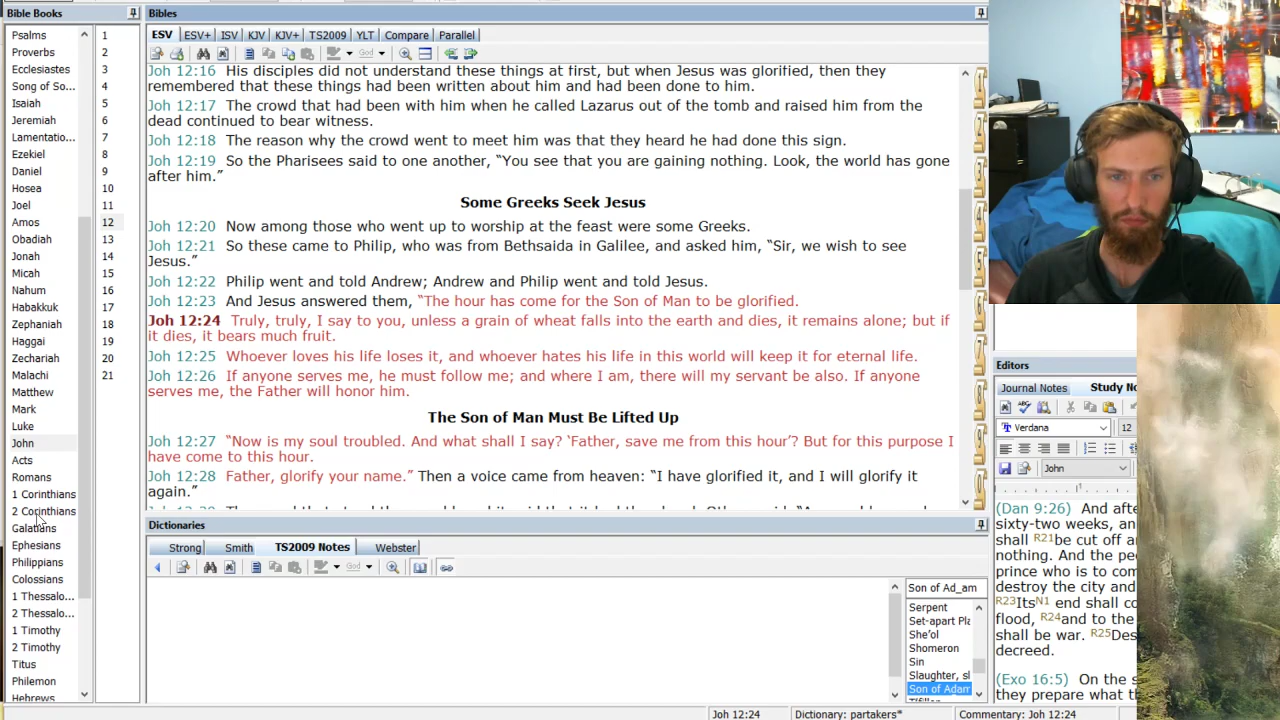 Bible Books
Psalms
Proverbs
Ecclesiastes
Song of So...
Isaiah
Jeremiah
Lamentatio...
Ezekiel
Daniel
Hosea
Joel
Amos
Obadiah
Jonah
Micah
Nahum
Habakkuk
Zephaniah
Haggai
Zechariah
Malachi
Matthew
Mark
Luke
John
Acts
Romans
1 Corinthians
2 Corinthians
Galatians
Ephesians
Philippians
Colossians
1 Thessalo...
2 Thessalo...
1 Timothy
2 Timothy
Titus
Philemon
Hebrews
1
2
3
4
5
6
7
8
9
10
11
12
13
14
15
16
17
18
19
20
21
Bibles
ESV ESV+ ISV KJV KJV+ TS2009 YLT Compare Parallel
Joh 12:16 His disciples did not understand these things at first, but when Jesus was glorified, then they
remembered that these things had been written about him and had been done to him.
Joh 12:17 The crowd that had been with him when he called Lazarus out of the tomb and raised him from the
dead continued to bear witness.
Joh 12:18 The reason why the crowd went to meet him was that they heard he had done this sign.
Joh 12:19 So the Pharisees said to one another, “You see that you are gaining nothing. Look, the world has gone
after him.”
Some Greeks Seek Jesus
Joh 12:20 Now among those who went up to worship at the feast were some Greeks.
Joh 12:21 So these came to Philip, who was from Bethsaida in Galilee, and asked him, “Sir, we wish to see
Jesus.”
Joh 12:22 Philip went and told Andrew; Andrew and Philip went and told Jesus.
Joh 12:23 And Jesus answered them, “The hour has come for the Son of Man to be glorified.
Joh 12:24 Truly, truly, I say to you, unless a grain of wheat falls into the earth and dies, it remains alone; but if
it dies, it bears much fruit.
Joh 12:25 Whoever loves his life loses it, and whoever hates his life in this world will keep it for eternal life.
Joh 12:26 If anyone serves me, he must follow me; and where I am, there will my servant be also. If anyone
serves me, the Father will honor him.
The Son of Man Must Be Lifted Up
Joh 12:27 “Now is my soul troubled. And what shall I say? ‘Father, save me from this hour’? But for this purpose I
have come to this hour.
Joh 12:28 Father, glorify your name.” Then a voice came from heaven: “I have glorified it, and I will glorify it
again.”
Dictionaries
Strong Smith TS2009 Notes Webster
God
Son of Ad_am
Serpent
Set-apart Pla
She’ol
Shomeron
Sin
Slaughter, sl
Son of Adam
Editors
Journal Notes Study No
Verdana 12
John
(Dan 9:26) And afte
sixty-two weeks, an
shall R21be cut off a
nothing. And the peo
prince who is to com
destroy the city and
R23ItsN1 end shall co
flood, R24and to the
shall be war. R25Des
decreed.
(Exo 16:5) On the s
they prepare what t
Joh 12:24 Dictionary: partakers* Commentary: Joh 12:24